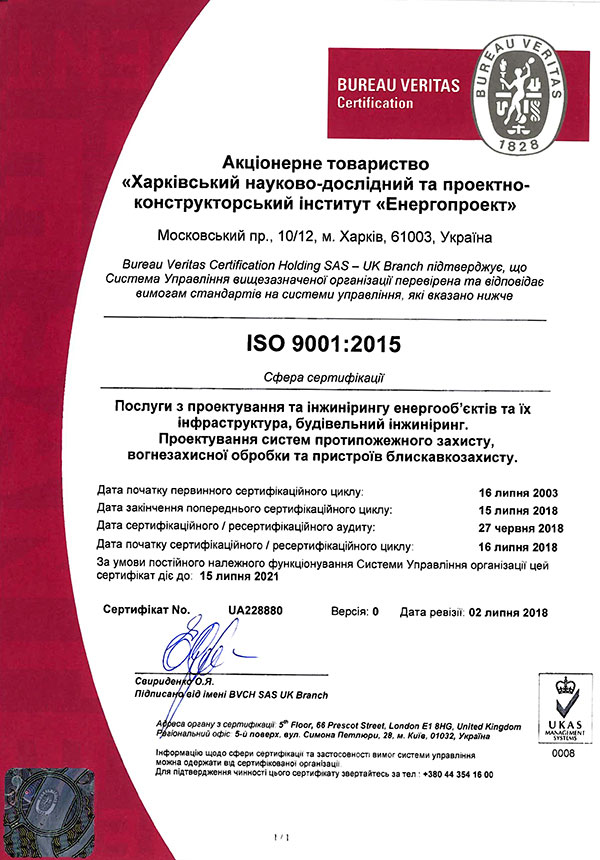 BUREAU VERITAS
Certification
BUREAU VERITAS
1828
Акціонерне товариство
«Харківський науково-дослідний та проектно-
конструкторський інститут «Енергопроект»
Московський пр., 10/12, м. Харків, 61003, Україна
Bureau Veritas Certification Holding SAS – UK Branch підтверджує, що
Система Управління вищезазначеної організації перевірена та відповідає
вимогам стандартів на системи управління, які вказано нижче
ISO 9001:2015
Сфера сертифікації
Послуги з проектування та інжинірингу енергооб'єктів та їх
інфраструктура, будівельний інжиніринг.
Проектування систем протипожежного захисту,
вогнезахисної обробки та пристроїв блискавкозахисту.
Дата початку первинного сертифікаційного циклу: 16 липня 2003
Дата закінчення попереднього сертифікаційного циклу: 15 липня 2018
Дата сертифікаційного / ресертифікаційного аудиту: 27 червня 2018
Дата початку сертифікаційного / ресертифікаційного циклу: 16 липня 2018
За умови постійного належного функціонування Системи Управління організації цей
сертифікат діє до: 15 липня 2021
Сертифікат No. UA228880 Версія: 0 Дата ревізії: 02 липня 2018
Свириденко О.Я.
Підписано від імені BVCH SAS UK Branch
Адреса органу з сертифікації: 5th Floor, 66 Prescot Street, London E1 8HG, United Kingdom
Регіональний офіс: 5-й поверх, вул. Симона Петлюри, 28, м. Київ, 01032, Україна
Інформацію щодо сфери сертифікації та застосовності вимог системи управління
можна одержати від сертифікованої організації.
Для підтвердження чинності цього сертифікату звертайтесь за тел.: +380 44 354 16 00
UKAS
MANAGEMENT
SYSTEMS
0008
1 / 1